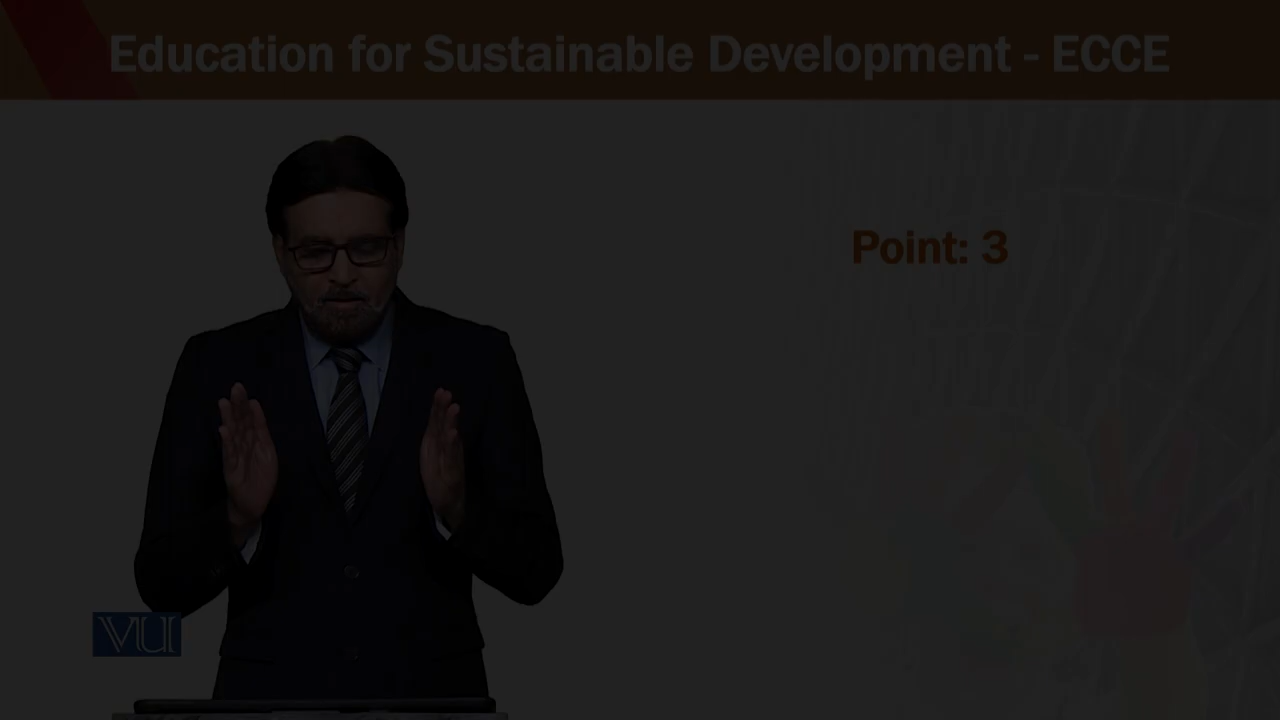 Education for Sustainable Development - ECCE
Point: 3
VU